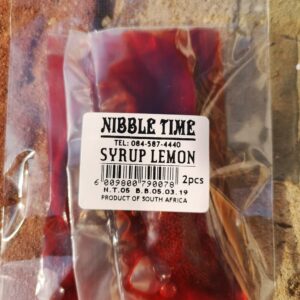 NIBBLE TIME
TEL: 084-587-4440
SYRUP LEMON
6 009800 790078
2pcs
N.T.05 B.B.05.03.19
PRODUCT OF SOUTH AFRICA